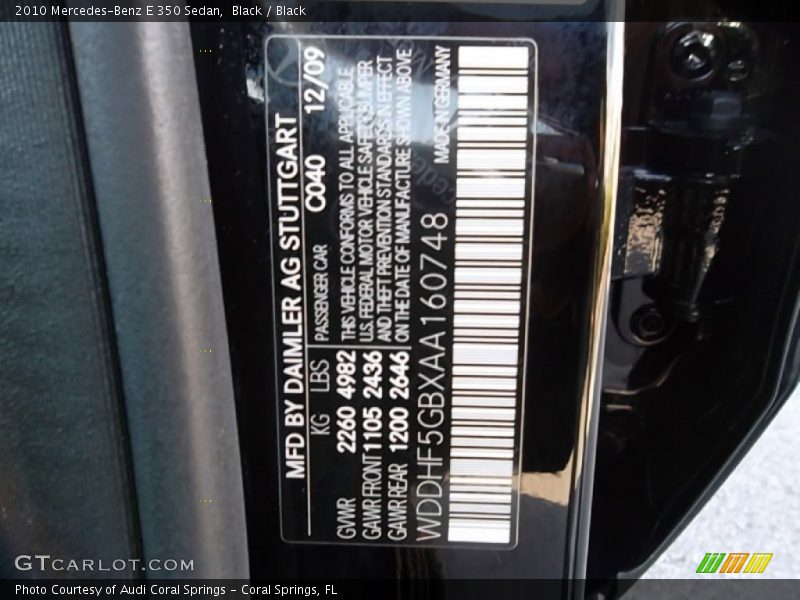 2010 Mercedes-Benz E 350 Sedan, Black / Black
MFD BY DAIMLER AG STUTTGART
PASSENGER CAR C040 12/09
KG LBS
GVWR 2260 4982
GAWR FRONT 1105 2436
GAWR REAR 1200 2646
THIS VEHICLE CONFORMS TO ALL APPLICABLE
U.S. FEDERAL MOTOR VEHICLE SAFETY, BUMPER
AND THEFT PREVENTION STANDARDS IN EFFECT
ON THE DATE OF MANUFACTURE SHOWN ABOVE
WDDHF5GBXAA160748
MADE IN GERMANY
GTCARLOT.COM
Photo Courtesy of Audi Coral Springs - Coral Springs, FL